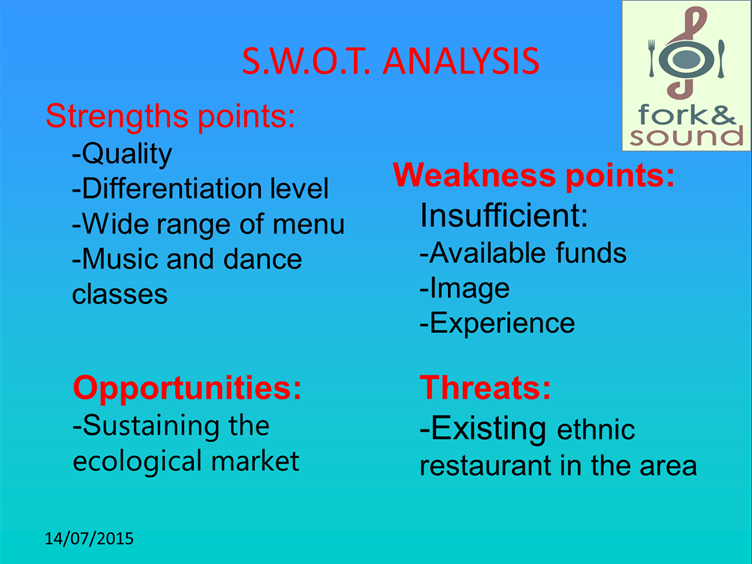 S.W.O.T. ANALYSIS
fork&
sound
Strengths points:
-Quality
-Differentiation level
-Wide range of menu
-Music and dance
classes
Weakness points:
Insufficient:
-Available funds
-Image
-Experience
Opportunities:
-Sustaining the
ecological market
Threats:
-Existing ethnic
restaurant in the area
14/07/2015